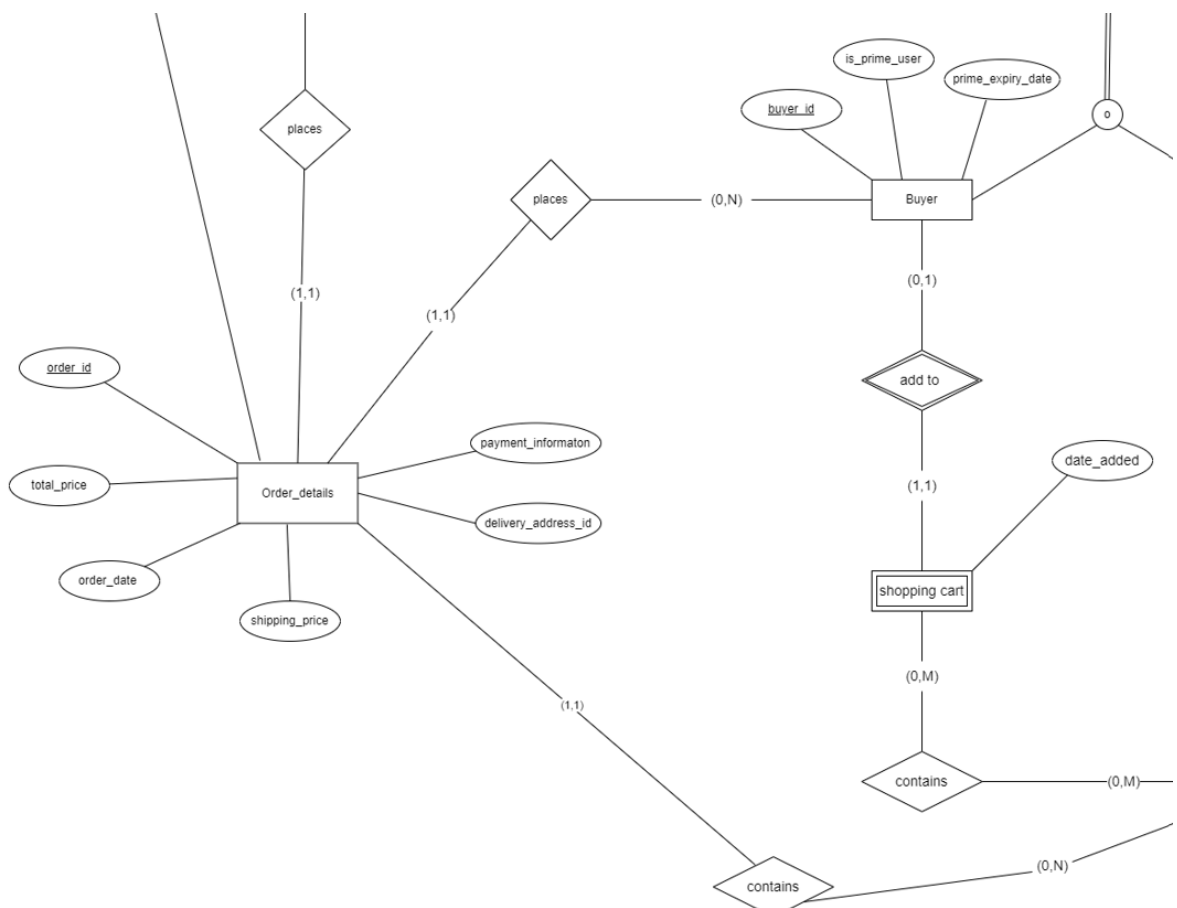 is_prime_user
prime_expiry_date
buyer_id
o
places
places
(0,N)
Buyer
(0,1)
(1,1)
(1,1)
order_id
add to
payment_informaton
date_added
total_price
Order_details
(1,1)
delivery_address_id
order_date
shopping cart
shipping_price
(0,M)
(1,1)
contains
(0,M)
(0,N)
contains